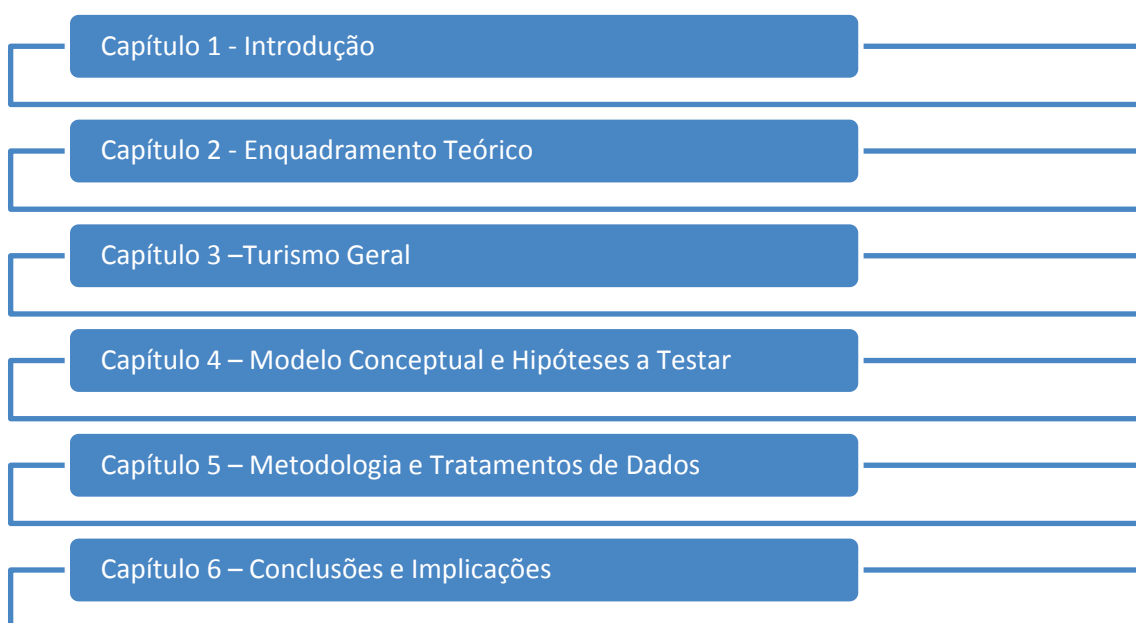 Capítulo 1 - Introdução
Capítulo 2 - Enquadramento Teórico
Capítulo 3 –Turismo Geral
Capítulo 4 – Modelo Conceptual e Hipóteses a Testar
Capítulo 5 – Metodologia e Tratamentos de Dados
Capítulo 6 – Conclusões e Implicações